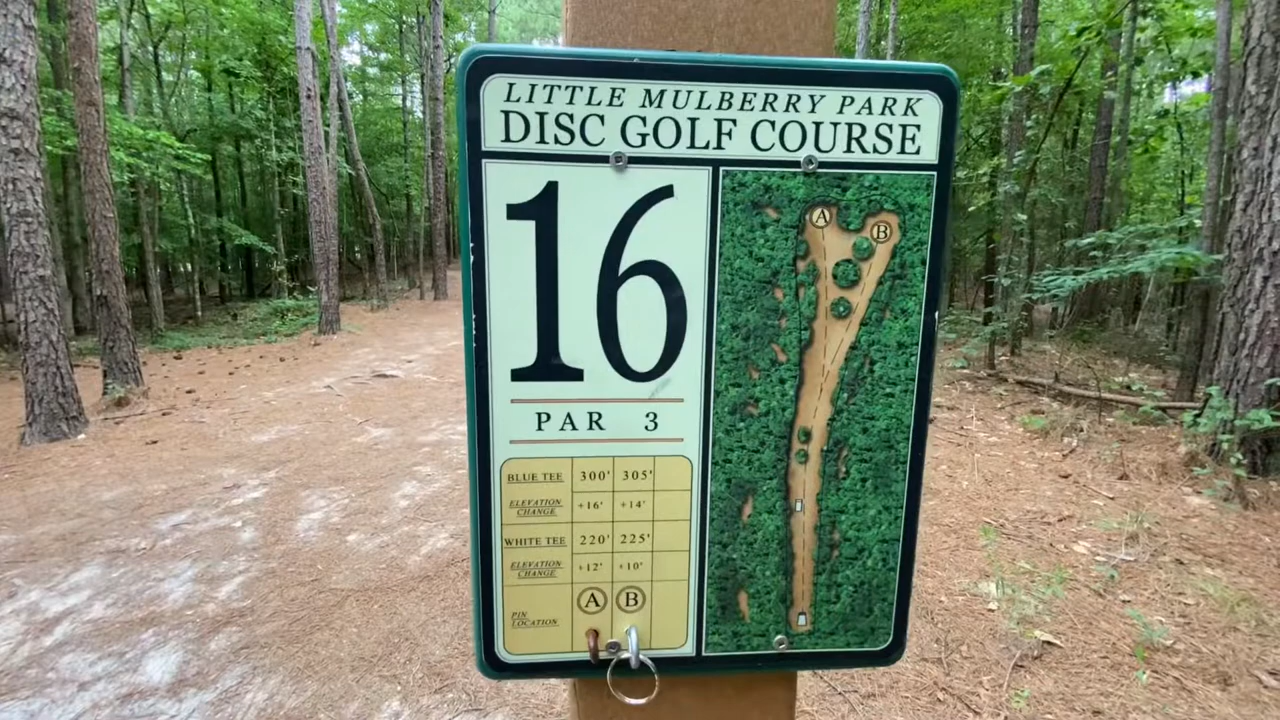 LITTLE MULBERRY PARK
DISC GOLF COURSE
16
PAR 3
BLUE TEE 300' 305'
ELEVATION CHANGE +16' +14'
WHITE TEE 220' 225'
ELEVATION CHANGE +12' +10'
PIN LOCATION A B
A
B